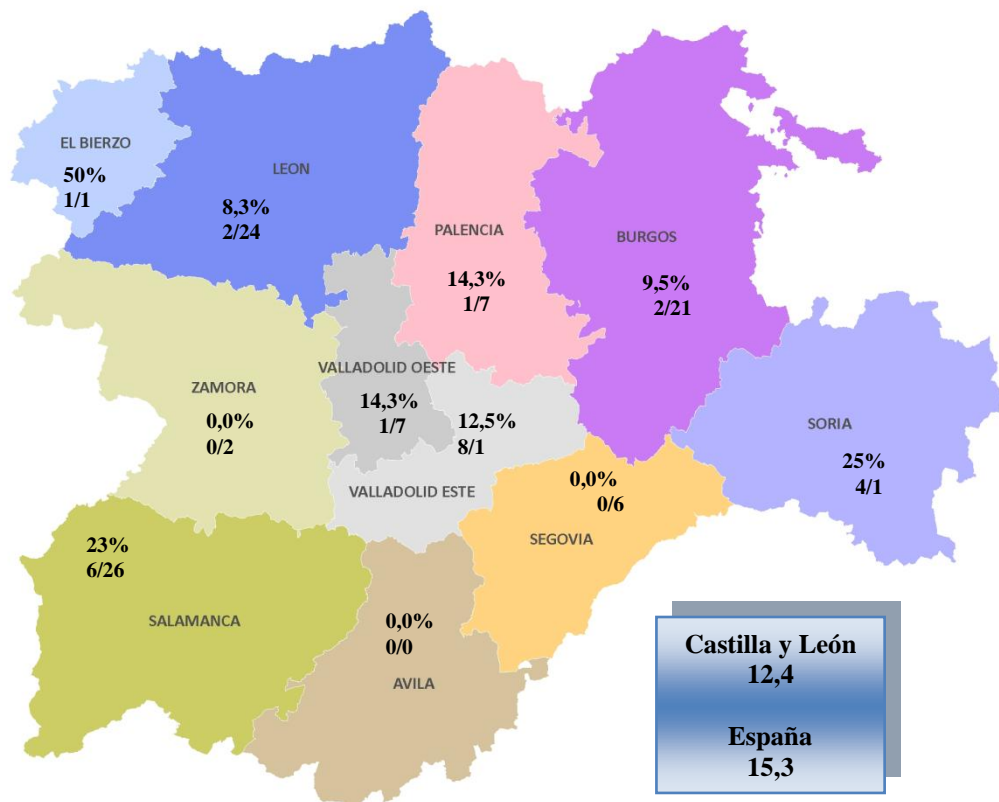 EL BIERZO
50%
1/1
LEON
8,3%
2/24
PALENCIA
14,3%
1/7
BURGOS
9,5%
2/21
ZAMORA
0,0%
0/2
VALLADOLID OESTE
14,3%
1/7
12,5%
8/1
VALLADOLID ESTE
SORIA
25%
4/1
0,0%
0/6
SEGOVIA
23%
6/26
SALAMANCA
0,0%
0/0
AVILA
Castilla y León
12,4
España
15,3